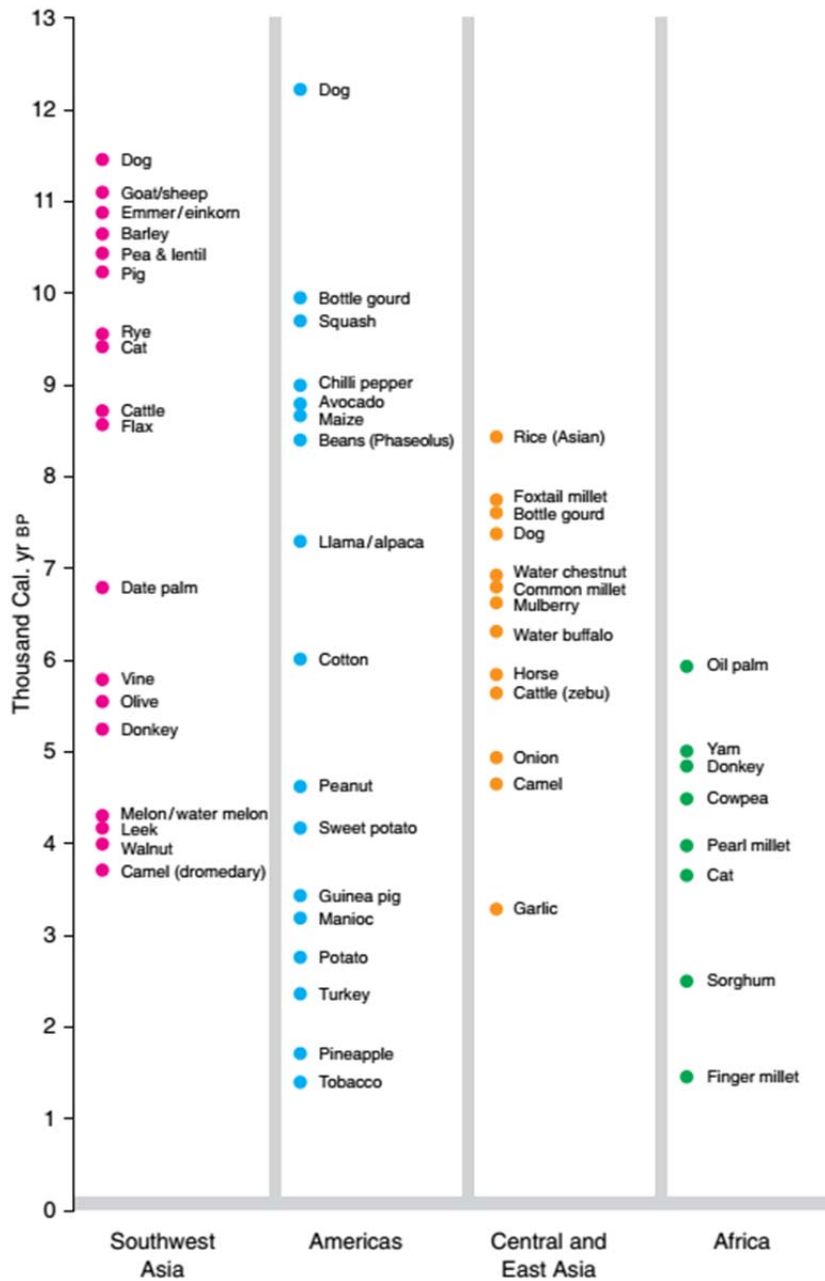 Thousand Cal. yr BP
13
12
11
10
9
8
7
6
5
4
3
2
1
0
Dog
Goat/sheep
Emmer/einkorn
Barley
Pea & lentil
Pig
Rye
Cat
Cattle
Flax
Date palm
Vine
Olive
Donkey
Melon/water melon
Leek
Walnut
Camel (dromedary)
Southwest
Asia
Dog
Bottle gourd
Squash
Chilli pepper
Avocado
Maize
Beans (Phaseolus)
Llama/alpaca
Cotton
Peanut
Sweet potato
Guinea pig
Manioc
Potato
Turkey
Pineapple
Tobacco
Americas
Rice (Asian)
Foxtail millet
Bottle gourd
Dog
Water chestnut
Common millet
Mulberry
Water buffalo
Horse
Cattle (zebu)
Onion
Camel
Garlic
Central and
East Asia
Oil palm
Yam
Donkey
Cowpea
Pearl millet
Cat
Sorghum
Finger millet
Africa